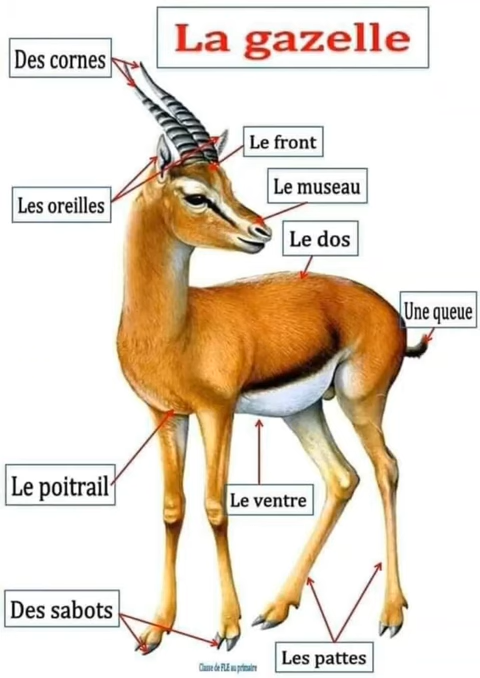 La gazelle
Des cornes
Le front
Le museau
Les oreilles
Le dos
Une queue
Le poitrail
Le ventre
Des sabots
Les pattes
Classe de FLE au primaire